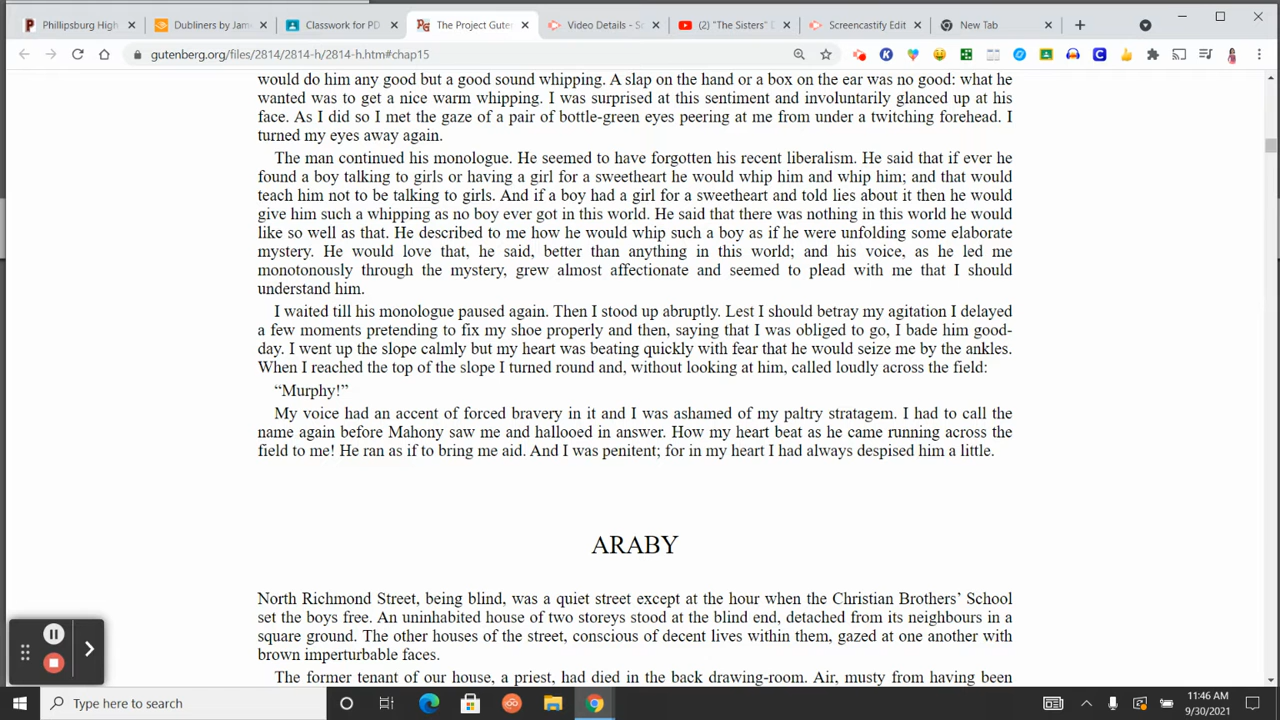 Phillipsburg High
Dubliners by Jam
Classwork for PD
The Project Gute
Video Details - S
(2) "The Sisters" D
Screencastify Edit
New Tab
gutenberg.org/files/2814/2814-h/2814-h.htm#chap15
would do him any good but a good sound whipping. A slap on the hand or a box on the ear was no good: what he
wanted was to get a nice warm whipping. I was surprised at this sentiment and involuntarily glanced up at his
face. As I did so I met the gaze of a pair of bottle-green eyes peering at me from under a twitching forehead. I
turned my eyes away again.
The man continued his monologue. He seemed to have forgotten his recent liberalism. He said that if ever he
found a boy talking to girls or having a girl for a sweetheart he would whip him and whip him; and that would
teach him not to be talking to girls. And if a boy had a girl for a sweetheart and told lies about it then he would
give him such a whipping as no boy ever got in this world. He said that there was nothing in this world he would
like so well as that. He described to me how he would whip such a boy as if he were unfolding some elaborate
mystery. He would love that, he said, better than anything in this world; and his voice, as he led me
monotonously through the mystery, grew almost affectionate and seemed to plead with me that I should
understand him.
I waited till his monologue paused again. Then I stood up abruptly. Lest I should betray my agitation I delayed
a few moments pretending to fix my shoe properly and then, saying that I was obliged to go, I bade him good-
day. I went up the slope calmly but my heart was beating quickly with fear that he would seize me by the ankles.
When I reached the top of the slope I turned round and, without looking at him, called loudly across the field:
“Murphy!”
My voice had an accent of forced bravery in it and I was ashamed of my paltry stratagem. I had to call the
name again before Mahony saw me and hallooed in answer. How my heart beat as he came running across the
field to me! He ran as if to bring me aid. And I was penitent; for in my heart I had always despised him a little.
ARABY
North Richmond Street, being blind, was a quiet street except at the hour when the Christian Brothers’ School
set the boys free. An uninhabited house of two storeys stood at the blind end, detached from its neighbours in a
square ground. The other houses of the street, conscious of decent lives within them, gazed at one another with
brown imperturbable faces.
The former tenant of our house, a priest, had died in the back drawing-room. Air, musty from having been
Type here to search
11:46 AM
9/30/2021